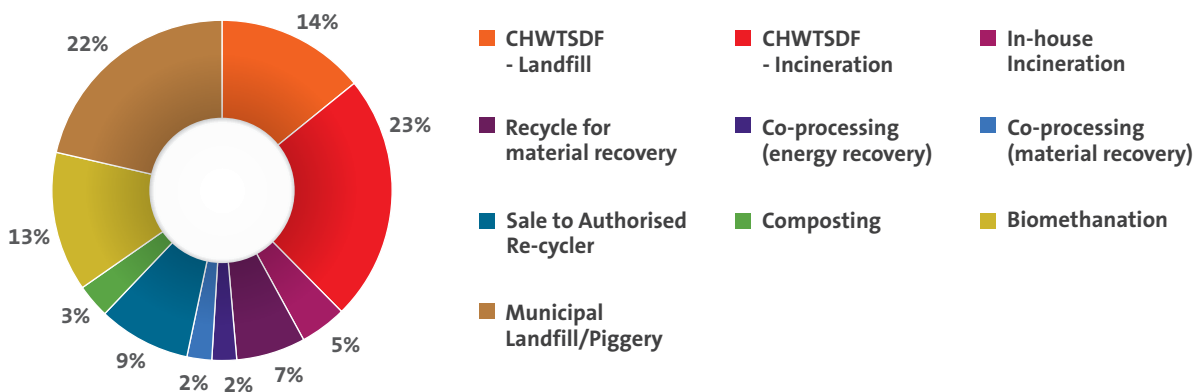 14%
23%
5%
7%
2%
2%
9%
3%
13%
22%
CHWTSDF
- Landfill
CHWTSDF
- Incineration
In-house
Incineration
Recycle for
material recovery
Co-processing
(energy recovery)
Co-processing
(material recovery)
Sale to Authorised
Re-cycler
Composting
Biomethanation
Municipal
Landfill/Piggery